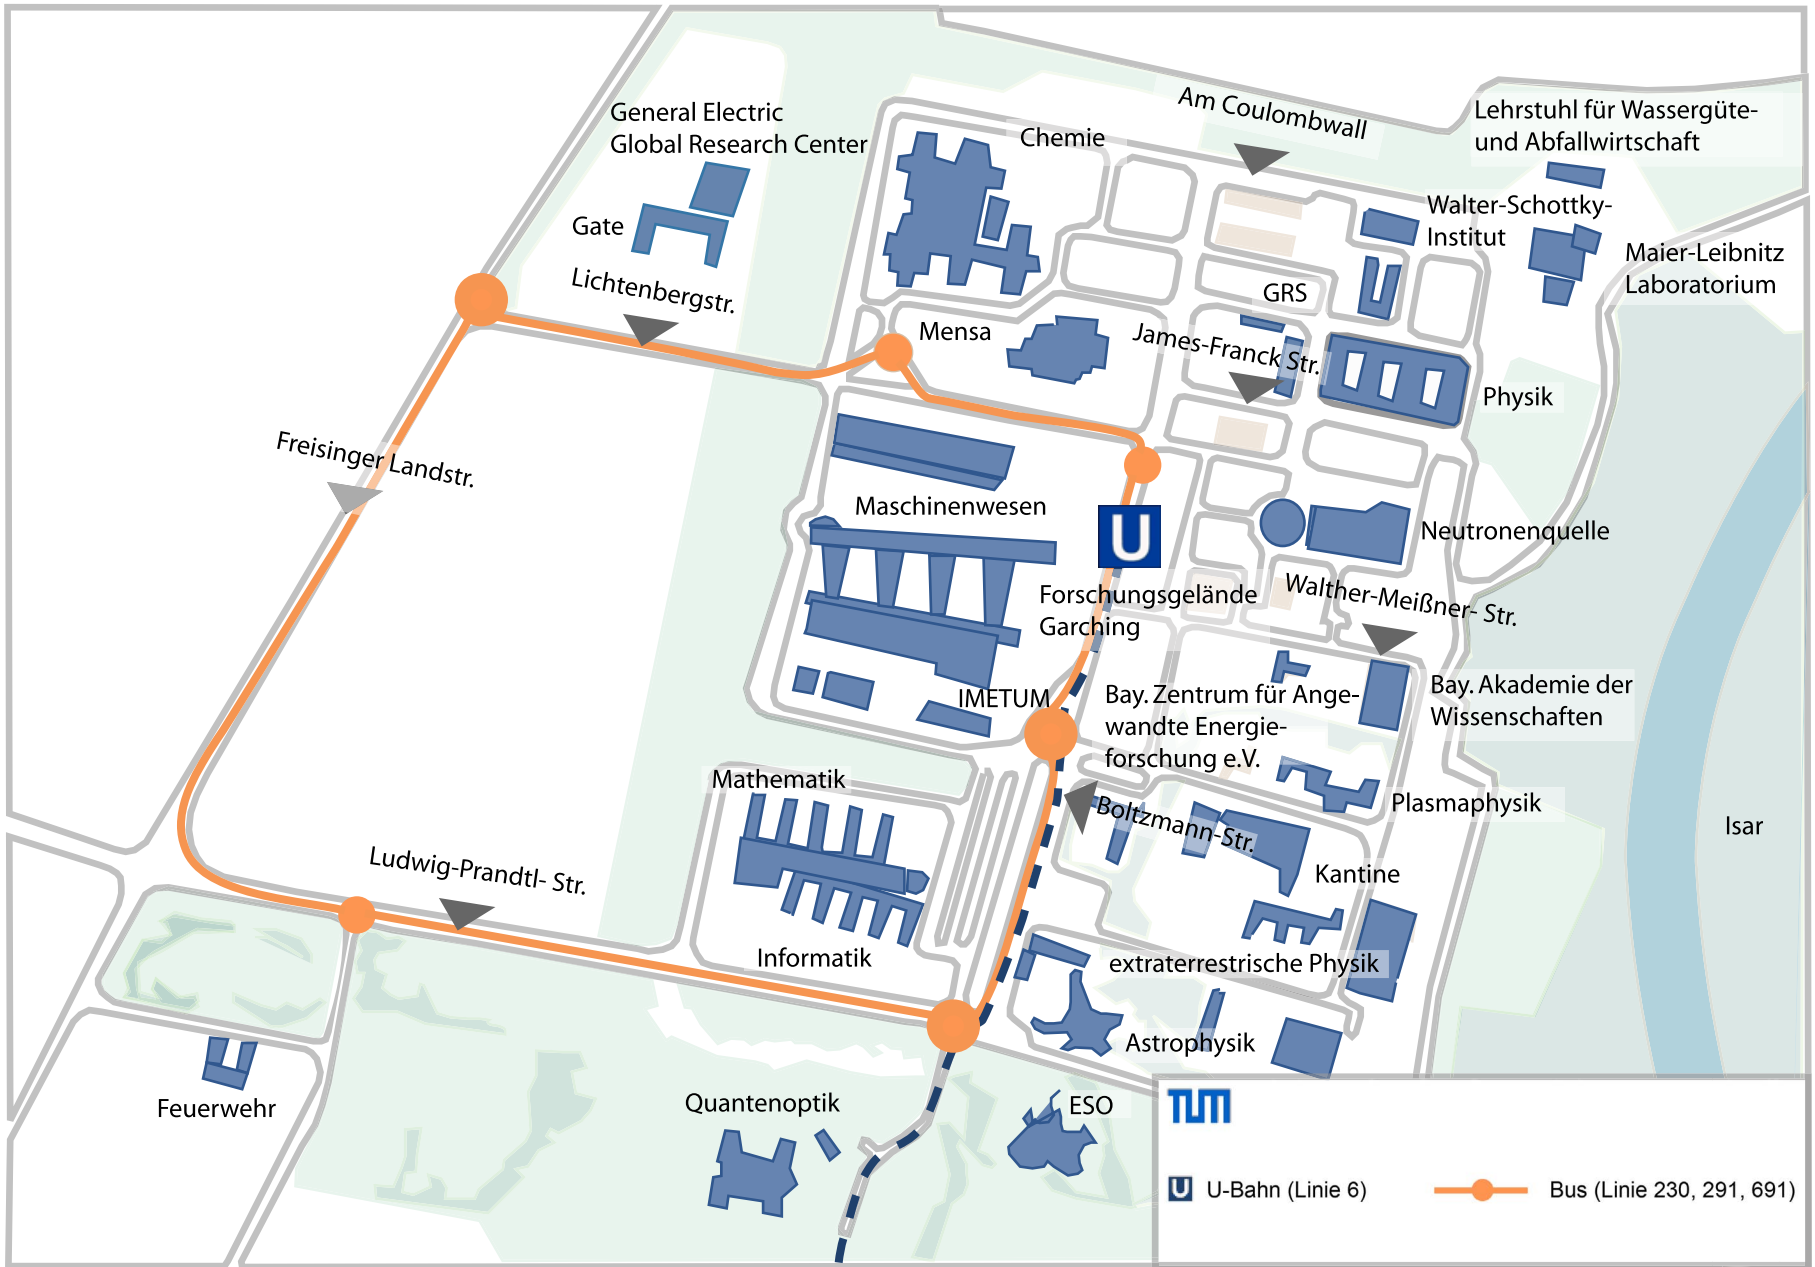 Am Coulombwall
General Electric
Global Research Center
Chemie
Lehrstuhl für Wassergüte-
und Abfallwirtschaft
Gate
Walter-Schottky-
Institut
Maier-Leibnitz
Laboratorium
Lichtenbergstr.
GRS
Mensa
James-Franck Str.
Physik
Freisinger Landstr.
Maschinenwesen
U
Neutronenquelle
Forschungsgelände
Garching
Walther-Meißner- Str.
IMETUM
Bay. Zentrum für Ange-
wandte Energie-
forschung e.V.
Bay. Akademie der
Wissenschaften
Mathematik
Boltzmann-Str.
Plasmaphysik
Isar
Ludwig-Prandtl- Str.
Kantine
Informatik
extraterrestrische Physik
Astrophysik
Feuerwehr
Quantenoptik
ESO
TUM
U U-Bahn (Linie 6)
Bus (Linie 230, 291, 691)